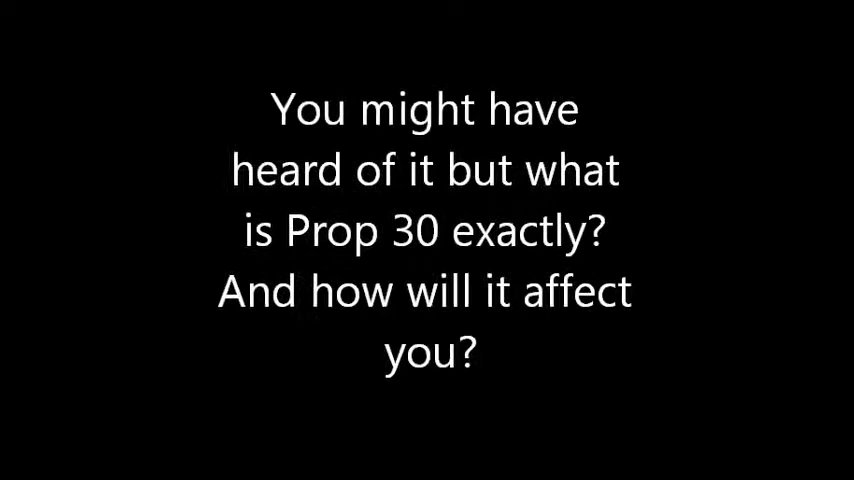 You might have
heard of it but what
is Prop 30 exactly?
And how will it affect
you?